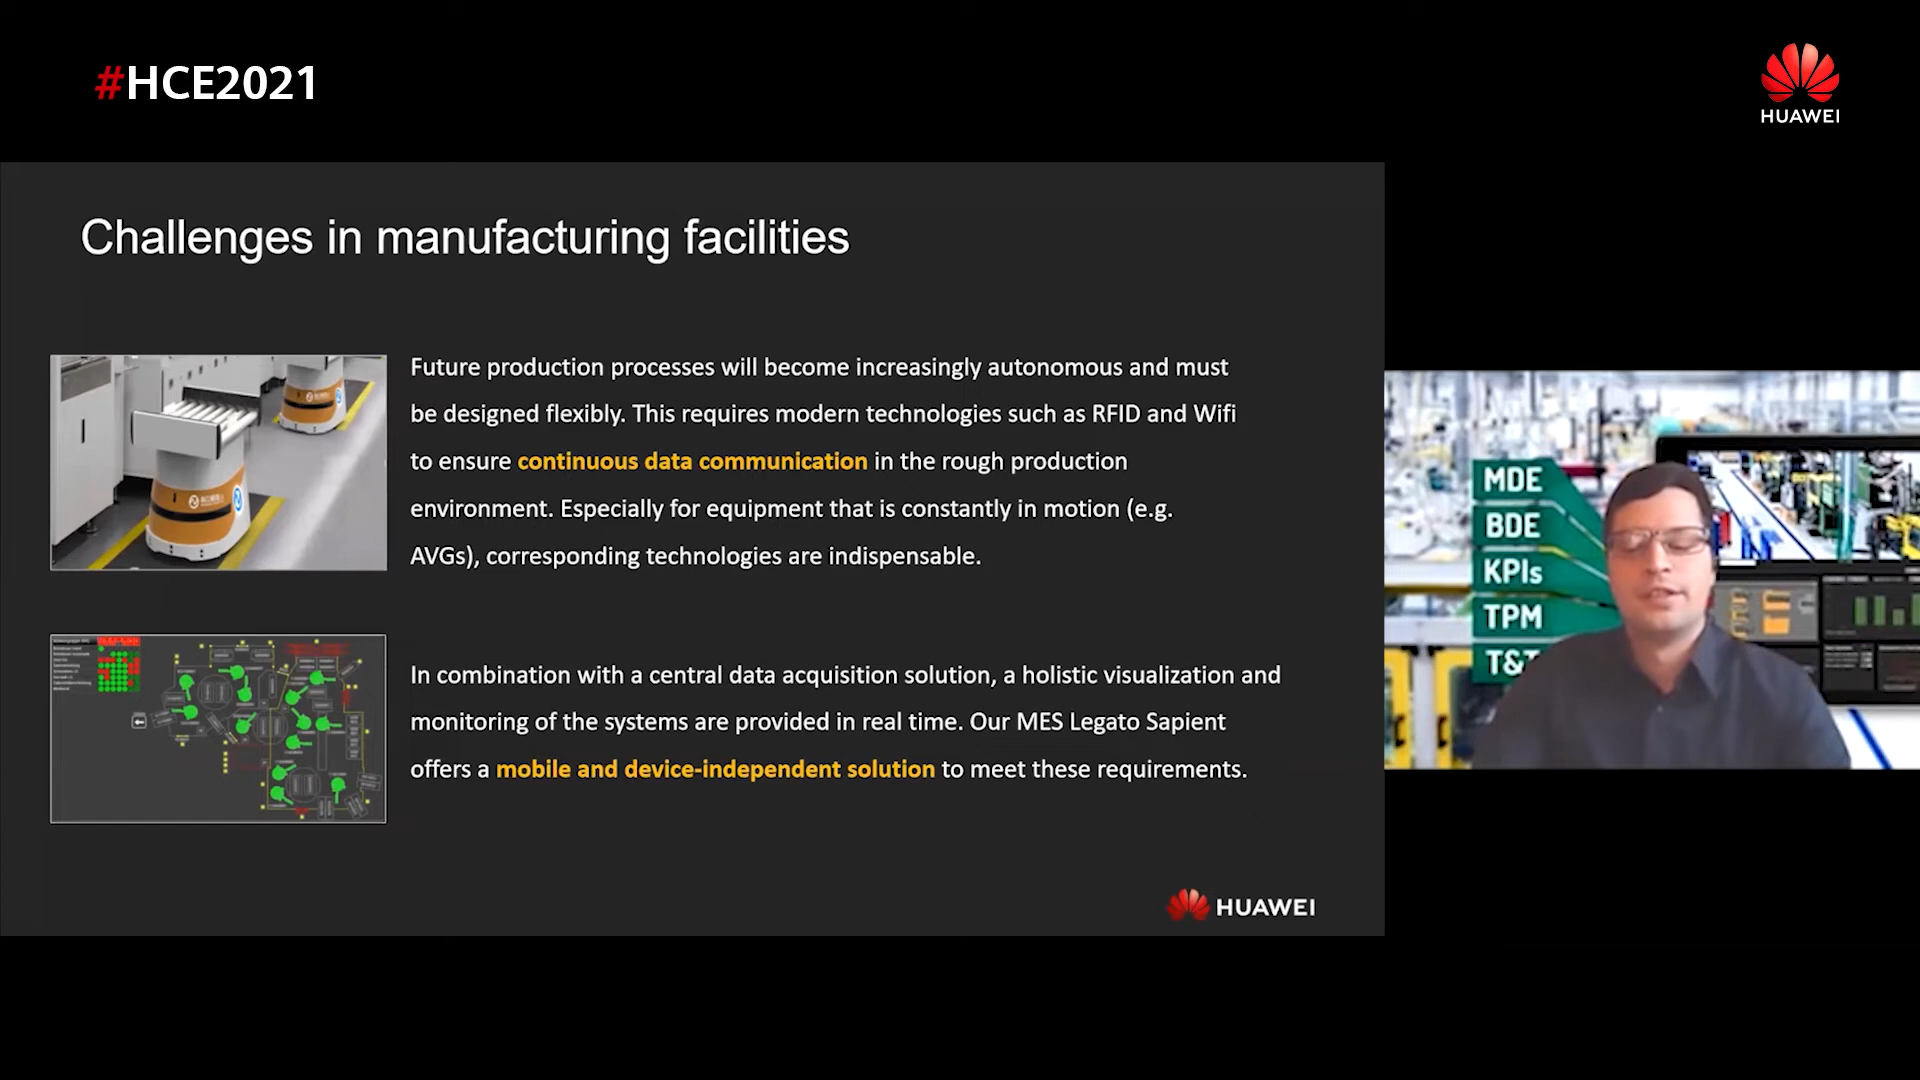 #HCE2021
HUAWEI
Challenges in manufacturing facilities
Future production processes will become increasingly autonomous and must
be designed flexibly. This requires modern technologies such as RFID and Wifi
to ensure continuous data communication in the rough production
environment. Especially for equipment that is constantly in motion (e.g.
AVGs), corresponding technologies are indispensable.
In combination with a central data acquisition solution, a holistic visualization and
monitoring of the systems are provided in real time. Our MES Legato Sapient
offers a mobile and device-independent solution to meet these requirements.
HUAWEI
MDE
BDE
KPIs
TPM
T&T